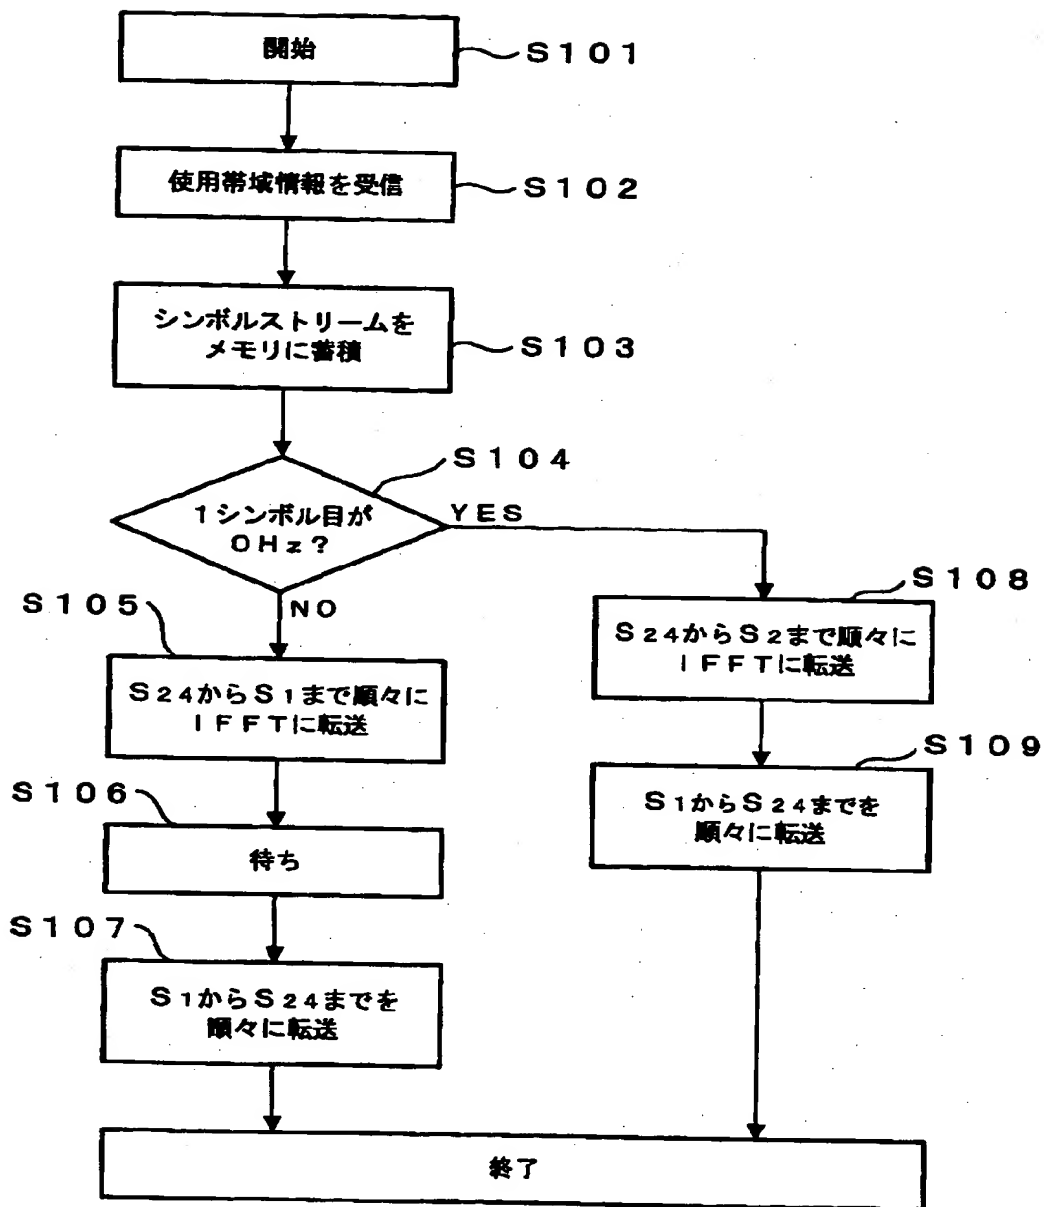 開始
S101
使用帯域情報を受信
S102
シンボルストリームを
メモリに蓄積
S103
S104
1シンボル目が
0Hz?
YES
NO
S105
S24からS1まで順々に
IFFTに転送
S106
待ち
S107
S1からS24までを
順々に転送
S108
S24からS2まで順々に
IFFTに転送
S109
S1からS24までを
順々に転送
終了